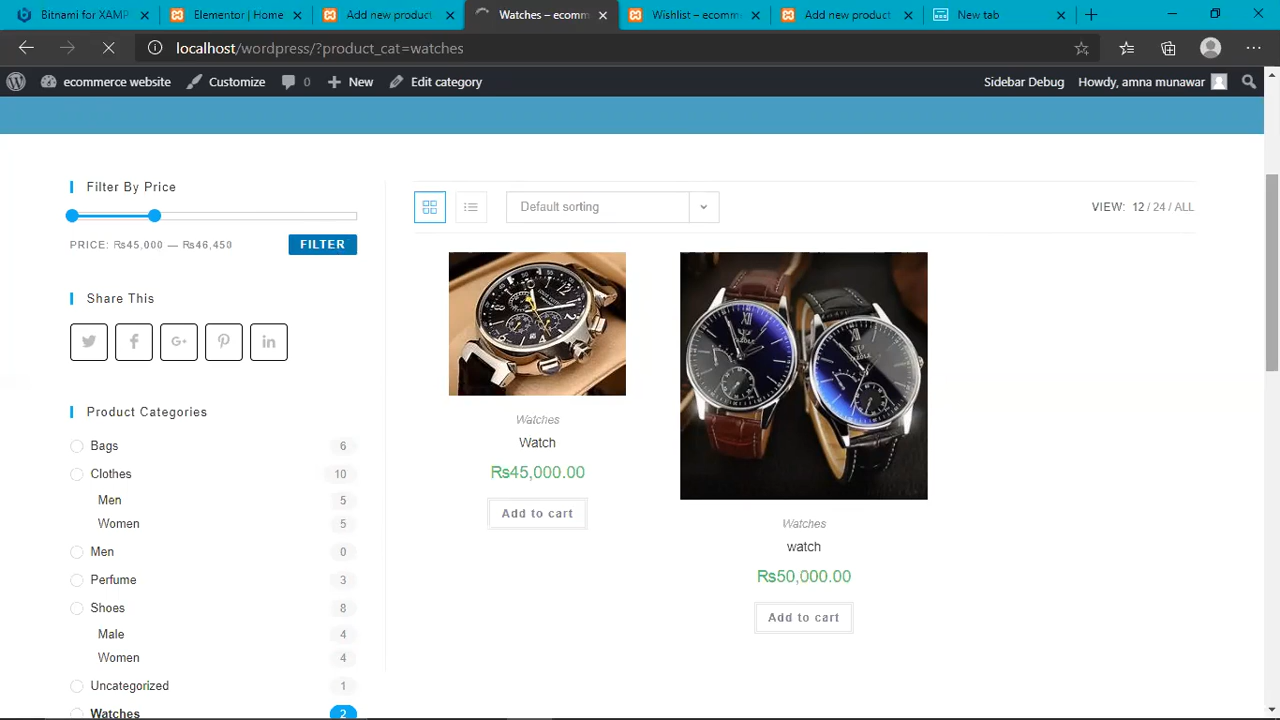 Bitnami for XAMP
Elementor | Home
Add new product
Watches – ecomm
Wishlist – ecomm
Add new product
New tab
localhost/wordpress/?product_cat=watches
ecommerce website
Customize
0
New
Edit category
Sidebar Debug
Howdy, amna munawar
Filter By Price
PRICE: Rs45,000 — Rs46,450
FILTER
Share This
Product Categories
Bags 6
Clothes 10
Men 5
Women 5
Men 0
Perfume 3
Shoes 8
Male 4
Women 4
Uncategorized 1
Watches 2
Default sorting
VIEW: 12 / 24 / ALL
Watches
Watch
Rs45,000.00
Add to cart
Watches
watch
Rs50,000.00
Add to cart